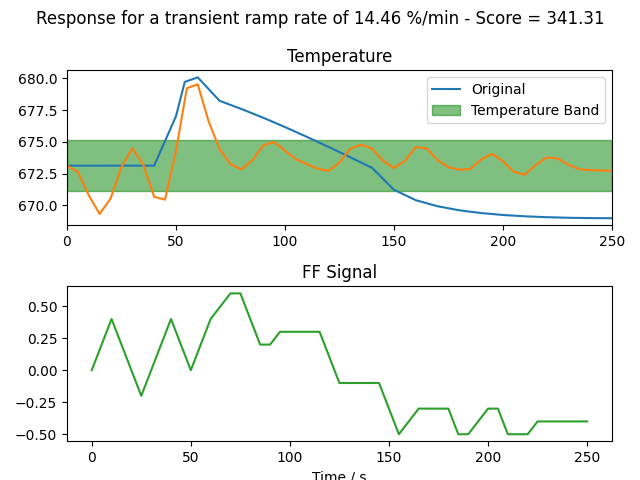 Response for a transient ramp rate of 14.46 %/min - Score = 341.31
Temperature
680.0
677.5
675.0
672.5
670.0
Original
Temperature Band
0 50 100 150 200 250
FF Signal
0.50
0.25
0.00
−0.25
−0.50
0 50 100 150 200 250
Time / s